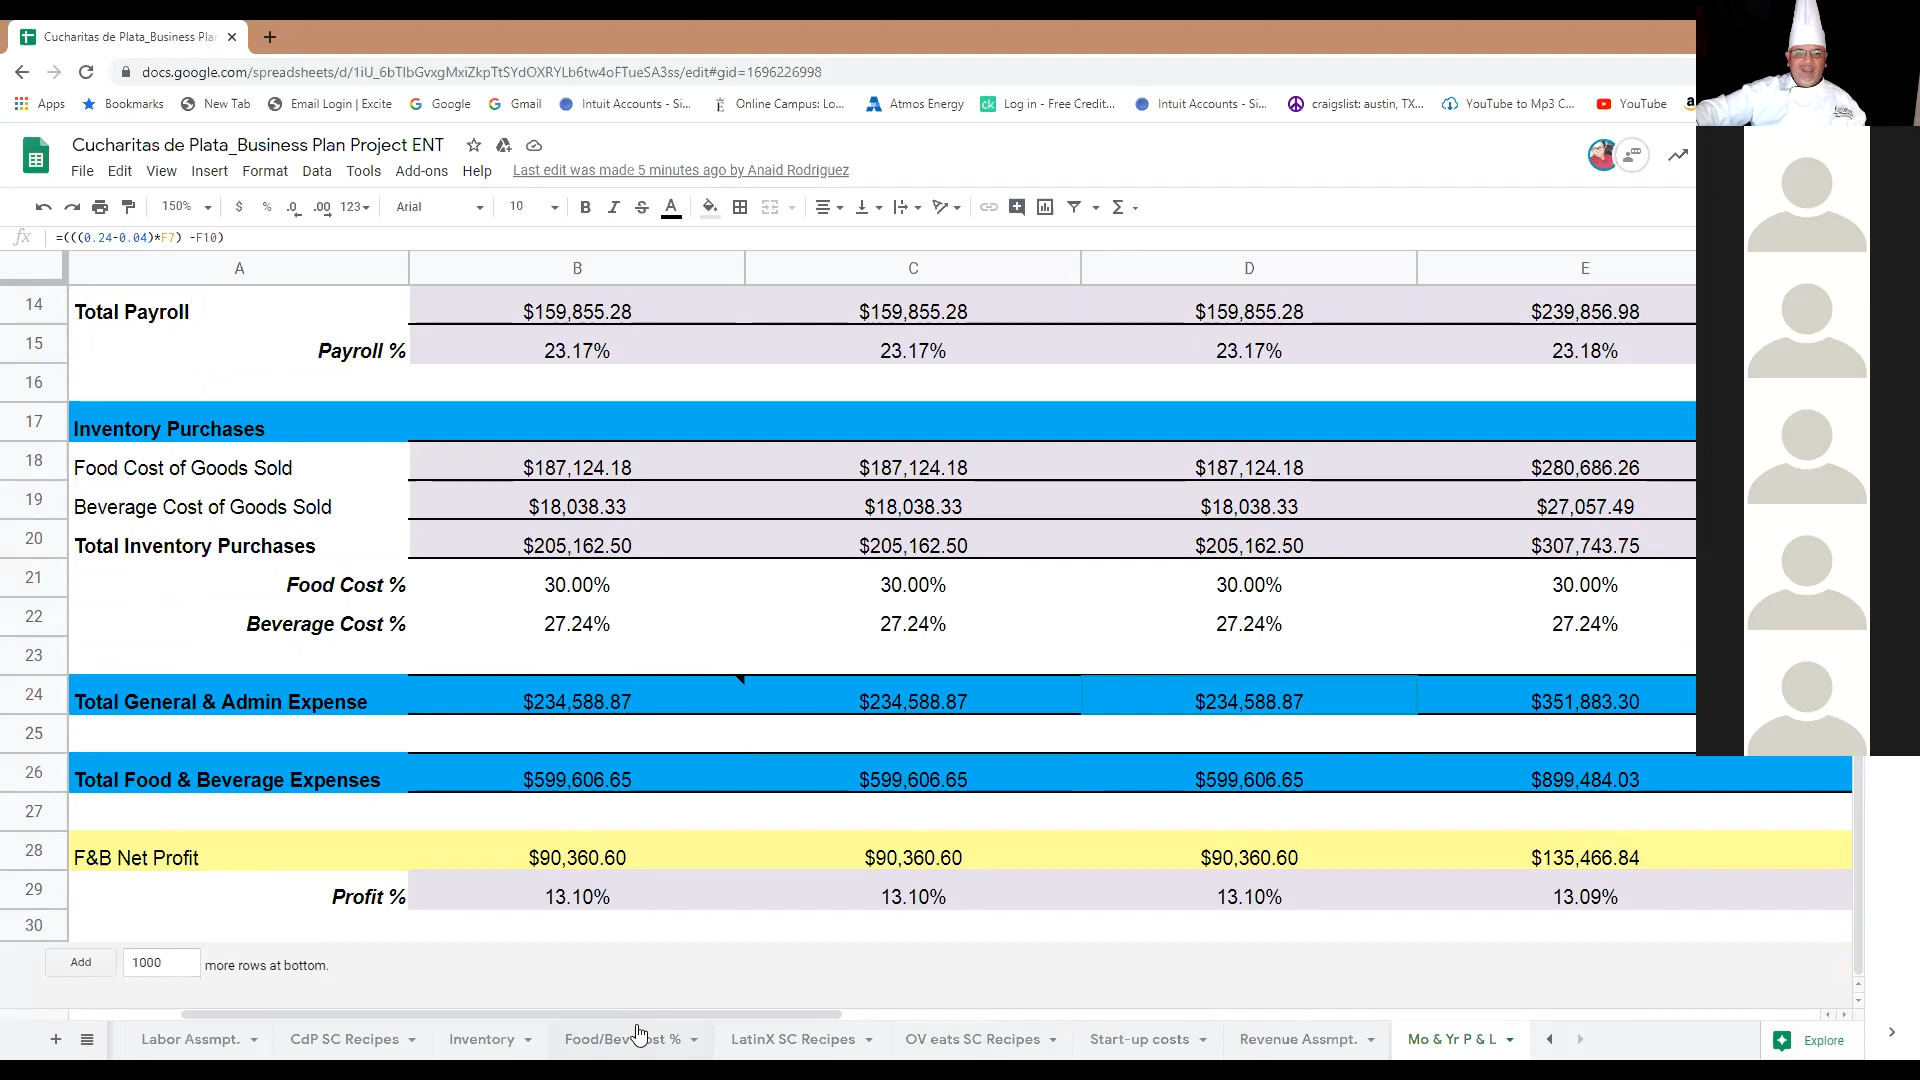 Cucharitas de Plata_Business Pla
docs.google.com/spreadsheets/d/1iU_6bTlbGvxgMxiZkpTtSYdOXRYLb6tw4oFTueSA3ss/edit#gid=1696226998
Apps Bookmarks New Tab Email Login | Excite Google Gmail Intuit Accounts - Si... Online Campus: Lo... Atmos Energy Log in - Free Credit... Intuit Accounts - Si... craigslist: austin, TX... YouTube to Mp3 C... YouTube
Cucharitas de Plata_Business Plan Project ENT
File Edit View Insert Format Data Tools Add-ons Help Last edit was made 5 minutes ago by Anaid Rodriguez
150% $ % .0 .00 123 Arial 10 B I S A Σ
fx =(((0.24-0.04)*F7) -F10)
A B C D E
14 Total Payroll $159,855.28 $159,855.28 $159,855.28 $239,856.98
15 Payroll % 23.17% 23.17% 23.17% 23.18%
16
17 Inventory Purchases
18 Food Cost of Goods Sold $187,124.18 $187,124.18 $187,124.18 $280,686.26
19 Beverage Cost of Goods Sold $18,038.33 $18,038.33 $18,038.33 $27,057.49
20 Total Inventory Purchases $205,162.50 $205,162.50 $205,162.50 $307,743.75
21 Food Cost % 30.00% 30.00% 30.00% 30.00%
22 Beverage Cost % 27.24% 27.24% 27.24% 27.24%
23
24 Total General & Admin Expense $234,588.87 $234,588.87 $234,588.87 $351,883.30
25
26 Total Food & Beverage Expenses $599,606.65 $599,606.65 $599,606.65 $899,484.03
27
28 F&B Net Profit $90,360.60 $90,360.60 $90,360.60 $135,466.84
29 Profit % 13.10% 13.10% 13.10% 13.09%
30
Add 1000 more rows at bottom.
Labor Assmpt. CdP SC Recipes Inventory Food/Bev ost % LatinX SC Recipes OV eats SC Recipes Start-up costs Revenue Assmpt. Mo & Yr P & L Explore